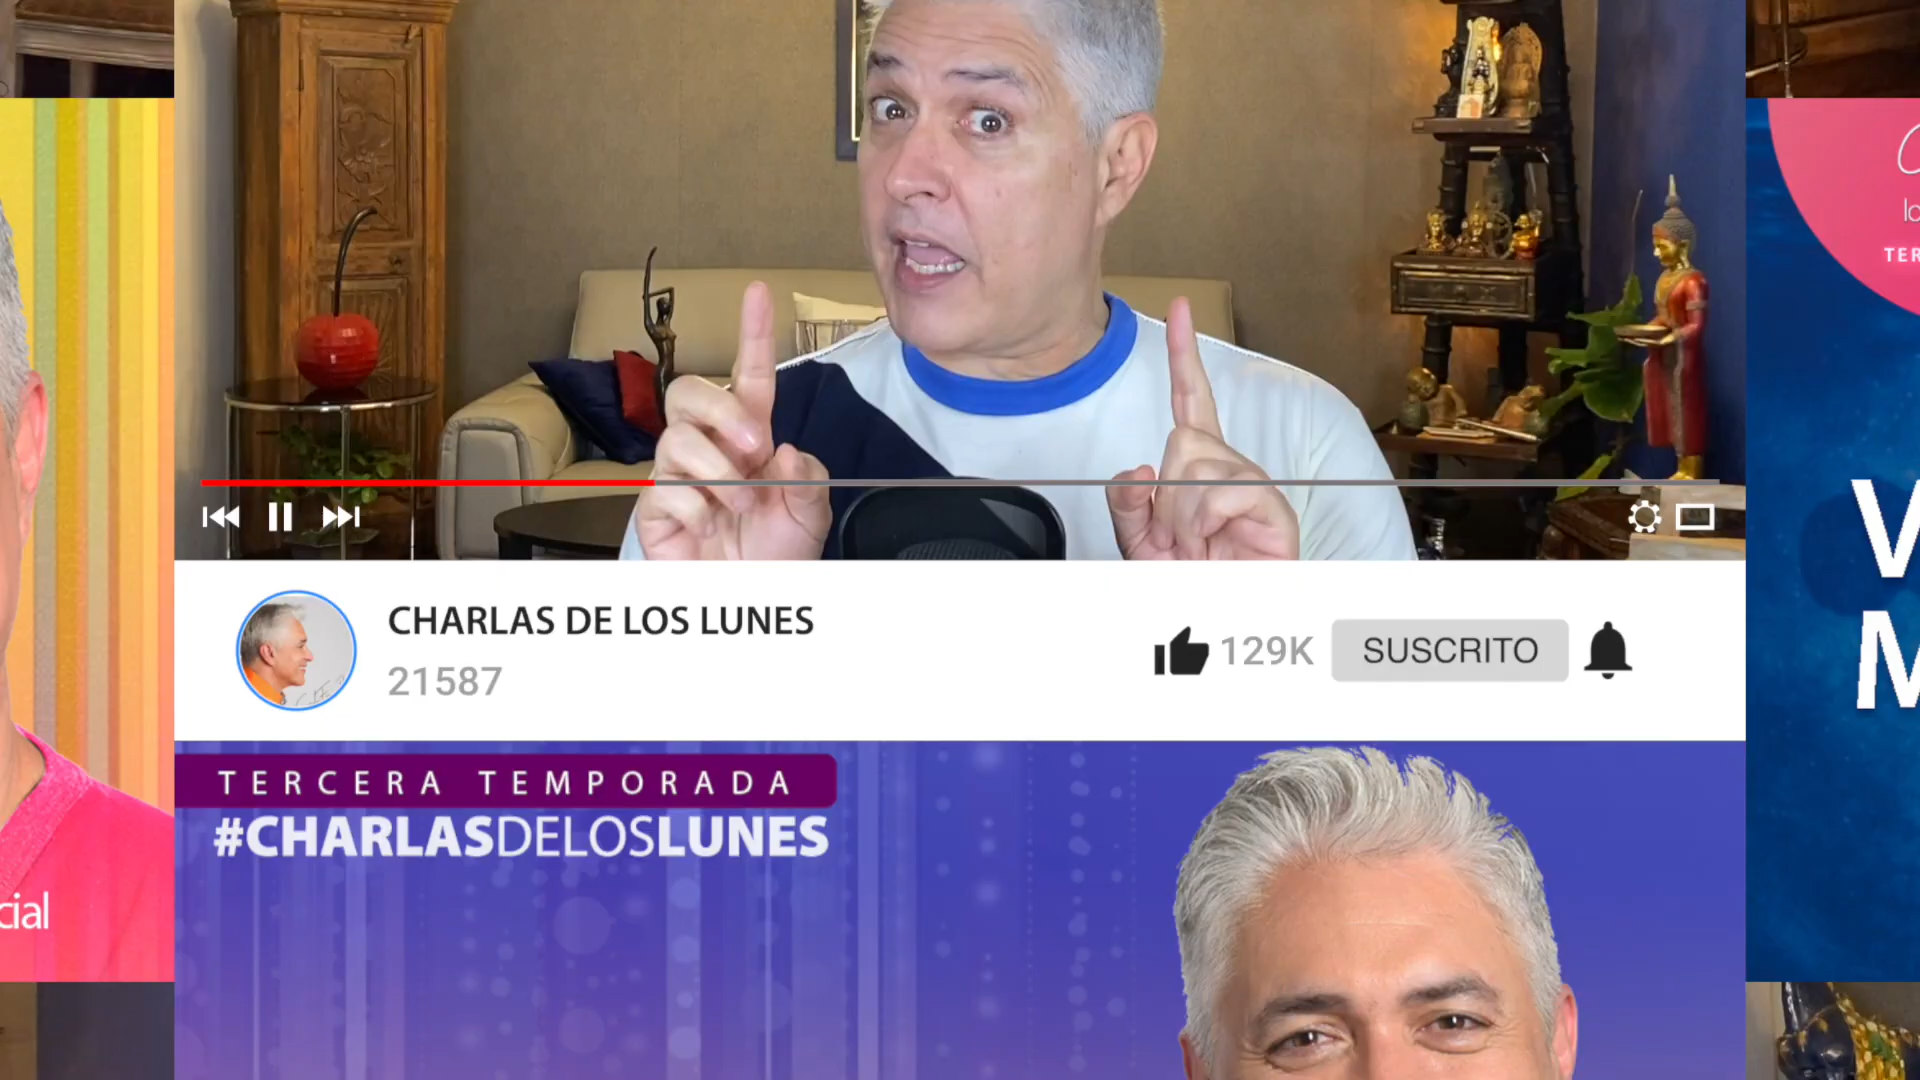 CHARLAS DE LOS LUNES
21587
129K
SUSCRITO
TERCERA TEMPORADA
#CHARLASDELOSLUNES
cial
TER